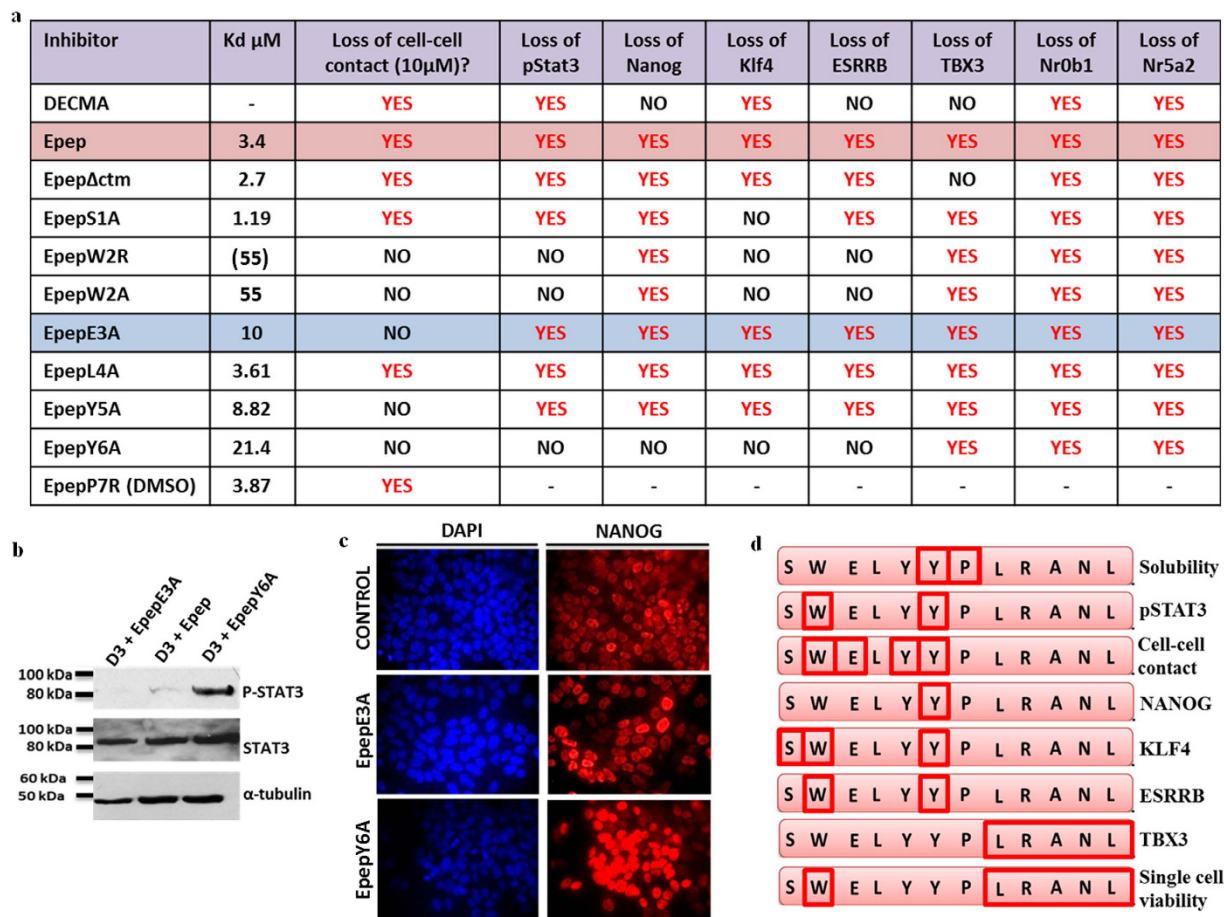 a
Inhibitor Kd μM Loss of cell-cell contact (10μM)? Loss of pStat3 Loss of Nanog Loss of Klf4 Loss of ESRRB Loss of TBX3 Loss of Nr0b1 Loss of Nr5a2
DECMA - YES YES NO YES NO NO YES YES
Epep 3.4 YES YES YES YES YES YES YES YES
EpepΔctm 2.7 YES YES YES YES YES NO YES YES
EpepS1A 1.19 YES YES YES NO YES YES YES YES
EpepW2R (55) NO NO YES NO NO YES YES YES
EpepW2A 55 NO NO YES NO NO YES YES YES
EpepE3A 10 NO YES YES YES YES YES YES YES
EpepL4A 3.61 YES YES YES YES YES YES YES YES
EpepY5A 8.82 NO YES YES YES YES YES YES YES
EpepY6A 21.4 NO NO NO NO NO YES YES YES
EpepP7R (DMSO) 3.87 YES - - - - - - -
b
D3 + EpepE3A
D3 + Epep
D3 + EpepY6A
100 kDa
80 kDa
P-STAT3
100 kDa
80 kDa
STAT3
60 kDa
50 kDa
α-tubulin
c
DAPI NANOG
CONTROL
EpepE3A
EpepY6A
d
S W E L Y Y P L R A N L Solubility
S W E L Y Y P L R A N L pSTAT3
S W E L Y Y P L R A N L Cell-cell contact
S W E L Y Y P L R A N L NANOG
S W E L Y Y P L R A N L KLF4
S W E L Y Y P L R A N L ESRRB
S W E L Y Y P L R A N L TBX3
S W E L Y Y P L R A N L Single cell viability